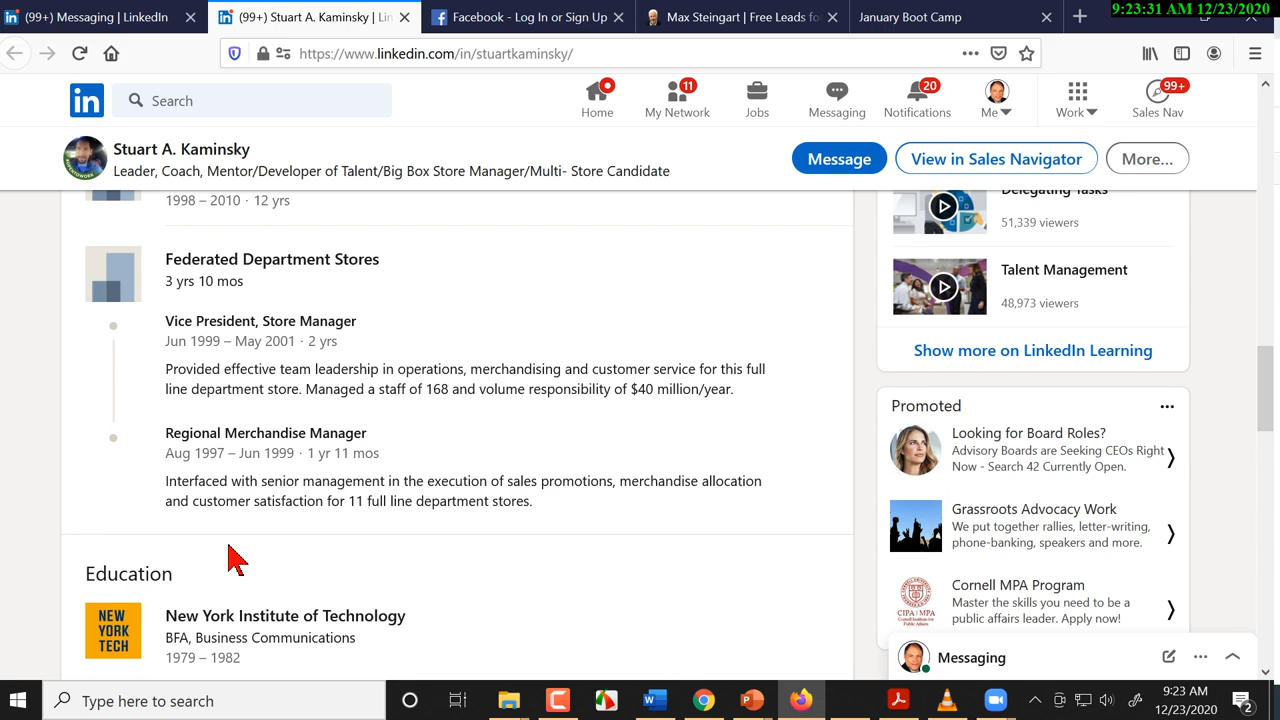 9:23:31 AM 12/23/2020
(99+) Messaging | LinkedIn
(99+) Stuart A. Kaminsky | Lin
Facebook - Log In or Sign Up
Max Steingart | Free Leads fo
January Boot Camp
https://www.linkedin.com/in/stuartkaminsky/
in
Search
Home
11
My Network
Jobs
Messaging
20
Notifications
Me
Work
99+
Sales Nav
Stuart A. Kaminsky
Leader, Coach, Mentor/Developer of Talent/Big Box Store Manager/Multi- Store Candidate
Message
View in Sales Navigator
More...
1998 – 2010 · 12 yrs
Federated Department Stores
3 yrs 10 mos
Vice President, Store Manager
Jun 1999 – May 2001 · 2 yrs
Provided effective team leadership in operations, merchandising and customer service for this full
line department store. Managed a staff of 168 and volume responsibility of $40 million/year.
Regional Merchandise Manager
Aug 1997 – Jun 1999 · 1 yr 11 mos
Interfaced with senior management in the execution of sales promotions, merchandise allocation
and customer satisfaction for 11 full line department stores.
Education
NEW
YORK
TECH
New York Institute of Technology
BFA, Business Communications
1979 – 1982
Delegating Tasks
51,339 viewers
Talent Management
48,973 viewers
Show more on LinkedIn Learning
Promoted
Looking for Board Roles?
Advisory Boards are Seeking CEOs Right
Now - Search 42 Currently Open.
Grassroots Advocacy Work
We put together rallies, letter-writing,
phone-banking, speakers and more.
CIPA | MPA
Cornell MPA Program
Master the skills you need to be a
public affairs leader. Apply now!
Messaging
Type here to search
9:23 AM
12/23/2020
2